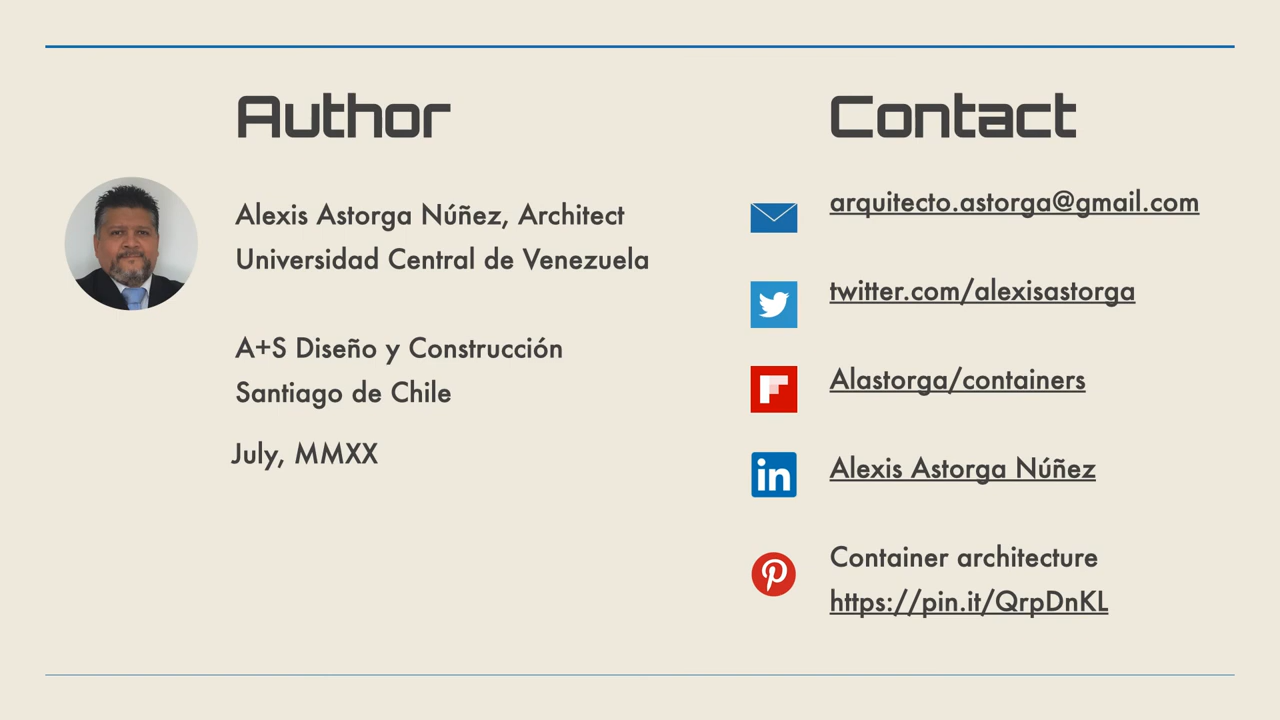 Author
Alexis Astorga Núñez, Architect
Universidad Central de Venezuela
A+S Diseño y Construcción
Santiago de Chile
July, MMXX
Contact
arquitecto.astorga@gmail.com
twitter.com/alexisastorga
Alastorga/containers
in
Alexis Astorga Núñez
Container architecture
https://pin.it/QrpDnKL